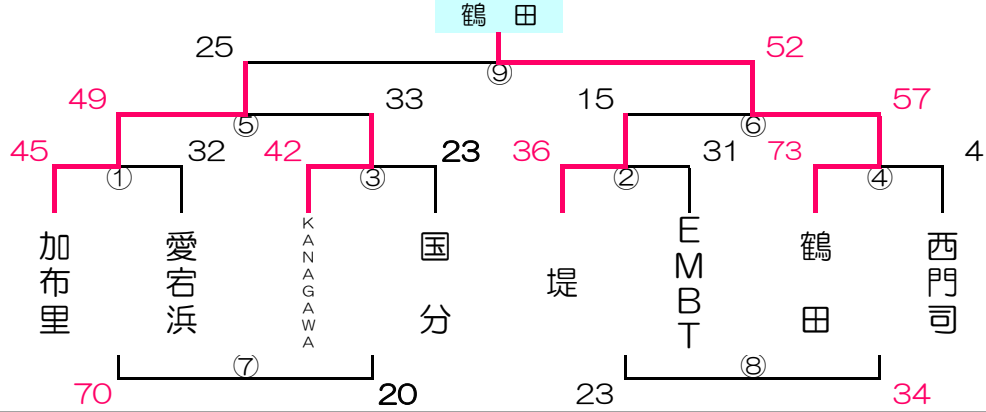 鶴 田
25 52
⑨
49 33 15 57
⑤ ⑥
45 32 42 23 36 31 73 4
① ③ ② ④
加布里
愛宕浜
KANAGAWA
国分
堤
EMBT
鶴田
西門司
⑦ ⑧
70 20 23 34